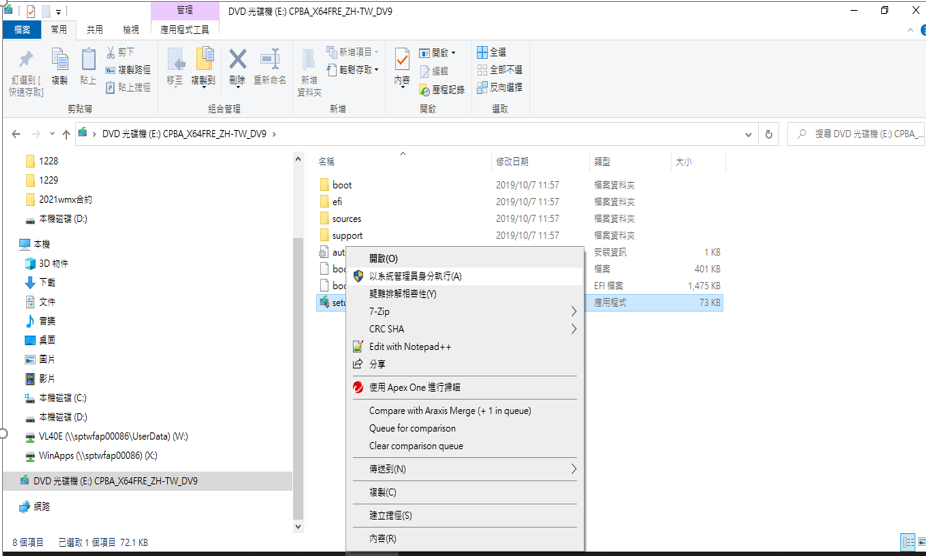 管理
DVD 光碟機 (E:) CPBA_X64FRE_ZH-TW_DV9
檔案
常用
共用
檢視
應用程式工具
釘選到 [
快速存取]
複製
貼上
剪下
複製路徑
貼上捷徑
剪貼簿
移至
複製到
刪除
重新命名
組合管理
新增
資料夾
新增項目
輕鬆存取
新增
內容
開啟
編輯
歷程記錄
開啟
全選
全部不選
反向選擇
選取
DVD 光碟機 (E:) CPBA_X64FRE_ZH-TW_DV9
搜尋 DVD 光碟機 (E:) CPBA_...
1228
1229
2021wmx合約
本機磁碟 (D:)
本機
3D 物件
下載
文件
音樂
桌面
圖片
影片
本機磁碟 (C:)
本機磁碟 (D:)
VL40E (\\sptwfap00086\UserData) (W:)
WinApps (\\sptwfap00086) (X:)
DVD 光碟機 (E:) CPBA_X64FRE_ZH-TW_DV9
網路
名稱 修改日期 類型 大小
boot 2019/10/7 11:57 檔案資料夾
efi 2019/10/7 11:57 檔案資料夾
sources 2019/10/7 11:57 檔案資料夾
support 2019/10/7 11:57 檔案資料夾
aut 安裝資訊 1 KB
boo 檔案 401 KB
boo EFI 檔案 1,475 KB
setu 應用程式 73 KB
開啟(O)
以系統管理員身分執行(A)
疑難排解相容性(Y)
7-Zip
CRC SHA
Edit with Notepad++
分享
使用 Apex One 進行掃瞄
Compare with Araxis Merge (+ 1 in queue)
Queue for comparison
Clear comparison queue
傳送到(N)
複製(C)
建立捷徑(S)
內容(R)
8 個項目 已選取 1 個項目 72.1 KB